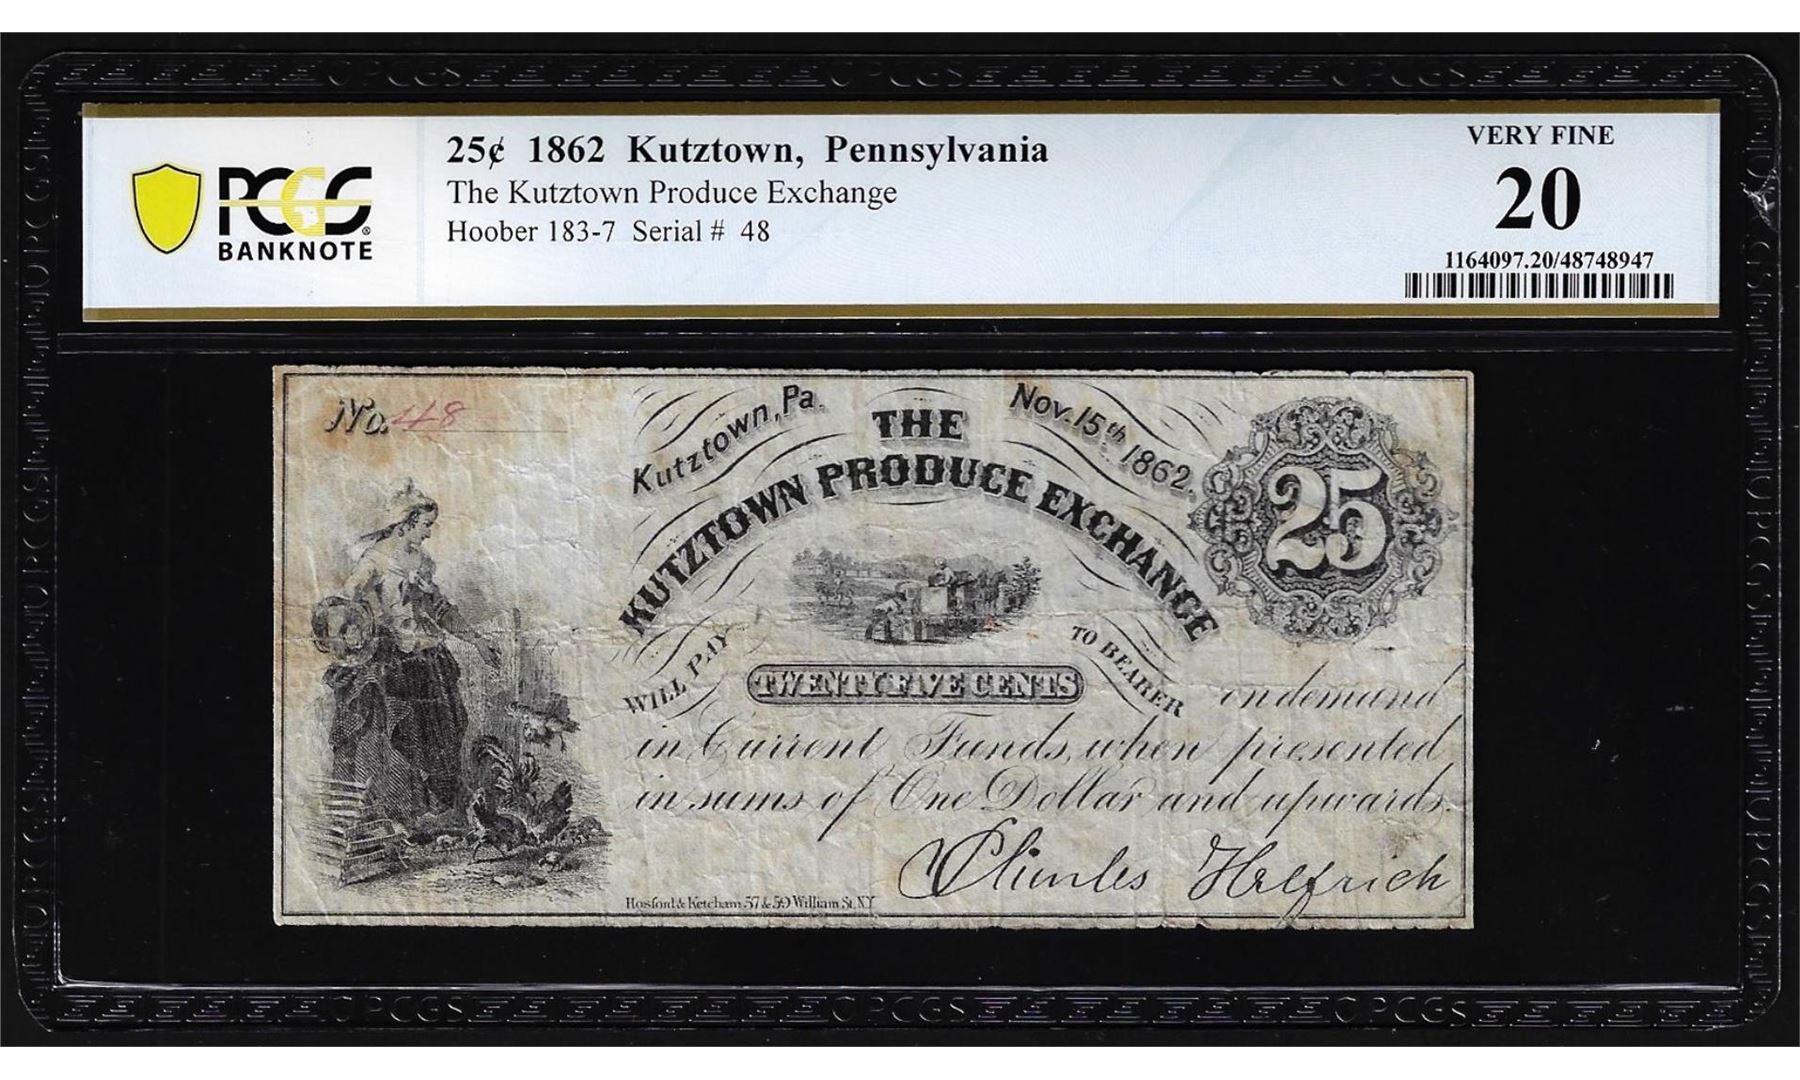 25¢ 1862 Kutztown, Pennsylvania
The Kutztown Produce Exchange
Hoober 183-7 Serial # 48
PCGS
BANKNOTE
VERY FINE
20
1164097.20/48748947
No. 48
Kutztown, Pa. Nov. 15th 1862.
THE
KUTZTOWN PRODUCE EXCHANGE
25
WILL PAY TO BEARER
TWENTY FIVE CENTS
on demand
in Current Funds, when presented
in sums of One Dollar and upwards.
Charles Helfrich
Hosford & Ketcham 57 & 59 William St. N.Y.